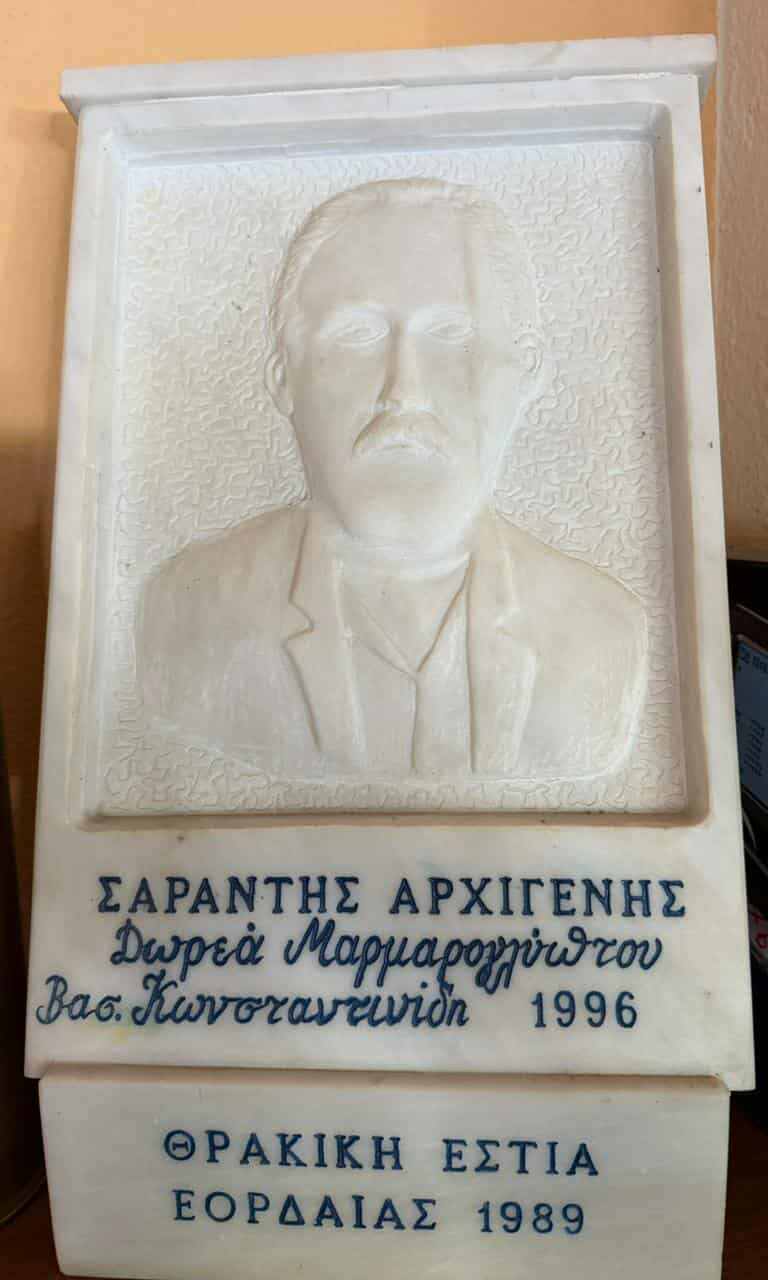 ΣΑΡΑΝΤΗΣ ΑΡΧΙΓΕΝΗΣ
Δωρεά Μαρμαρογλύπτου
Βασ. Κωνσταντινίδη 1996
ΘΡΑΚΙΚΗ ΕΣΤΙΑ
ΕΟΡΔΑΙΑΣ 1989